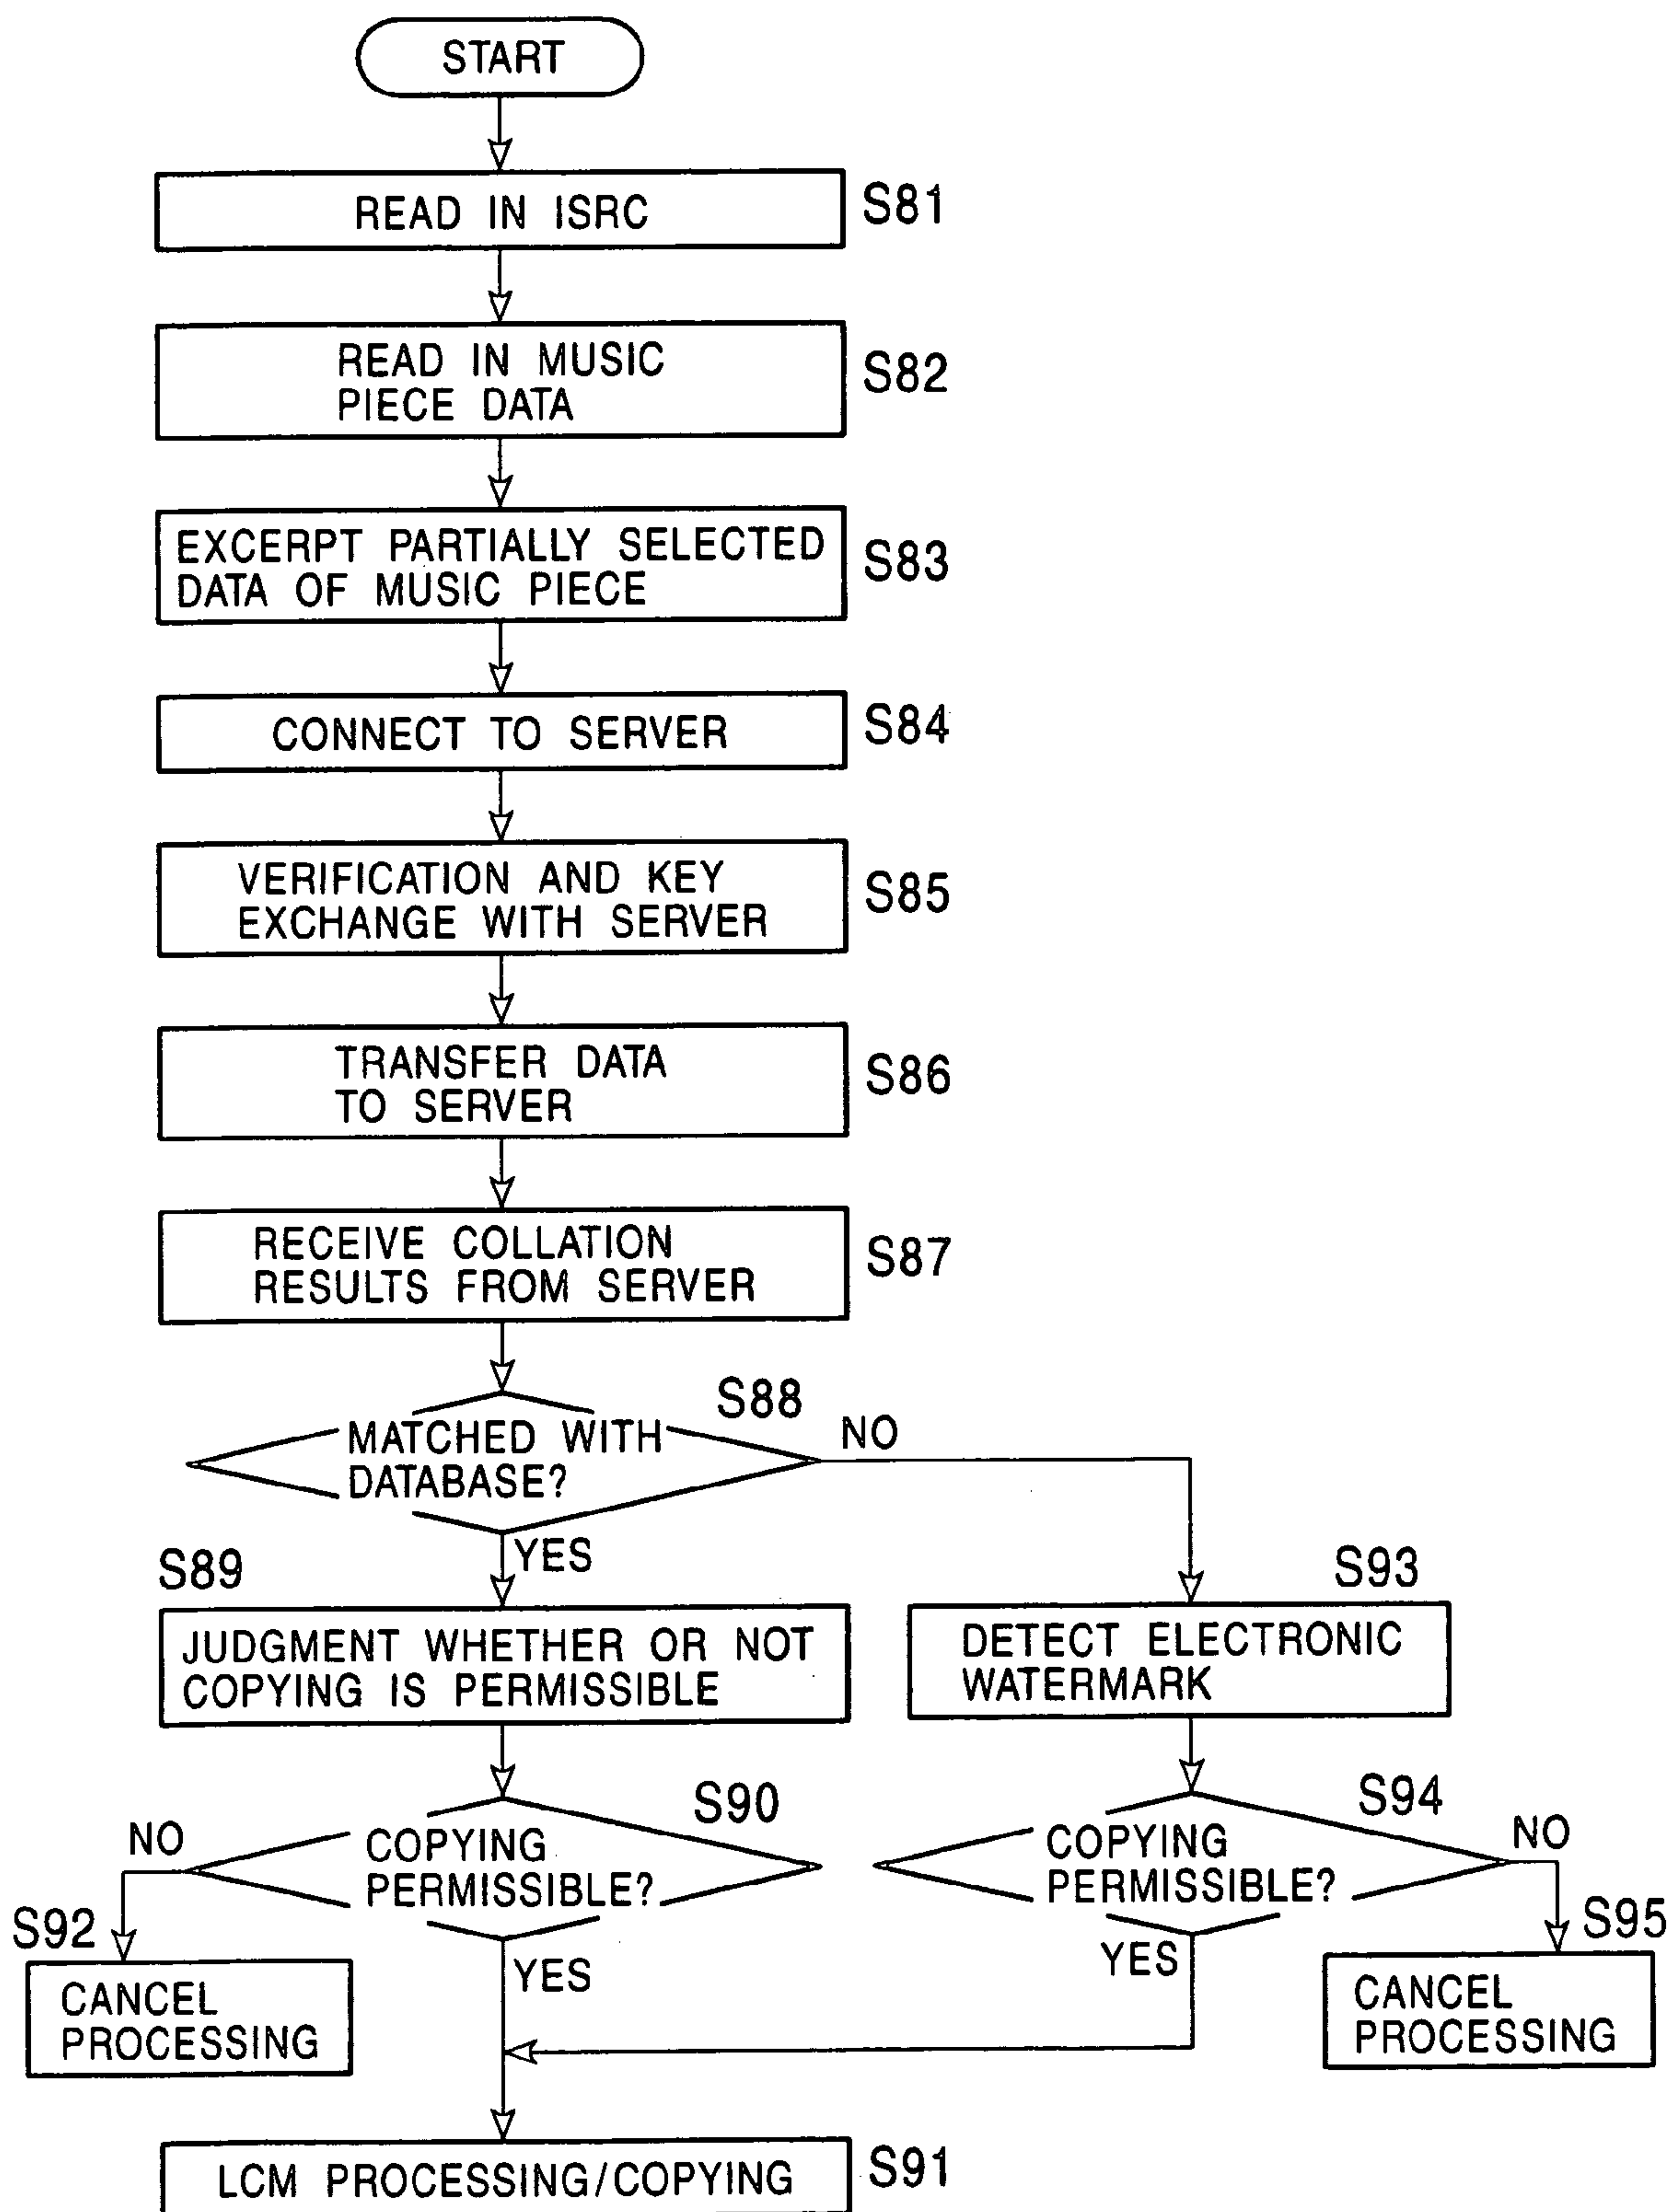 START
READ IN ISRC
S81
READ IN MUSIC
PIECE DATA
S82
EXCERPT PARTIALLY SELECTED
DATA OF MUSIC PIECE
S83
CONNECT TO SERVER
S84
VERIFICATION AND KEY
EXCHANGE WITH SERVER
S85
TRANSFER DATA
TO SERVER
S86
RECEIVE COLLATION
RESULTS FROM SERVER
S87
S88
MATCHED WITH
DATABASE?
NO
YES
S89
JUDGMENT WHETHER OR NOT
COPYING IS PERMISSIBLE
S93
DETECT ELECTRONIC
WATERMARK
S90
COPYING
PERMISSIBLE?
NO
YES
S92
CANCEL
PROCESSING
S94
COPYING
PERMISSIBLE?
NO
YES
S95
CANCEL
PROCESSING
LCM PROCESSING/COPYING
S91